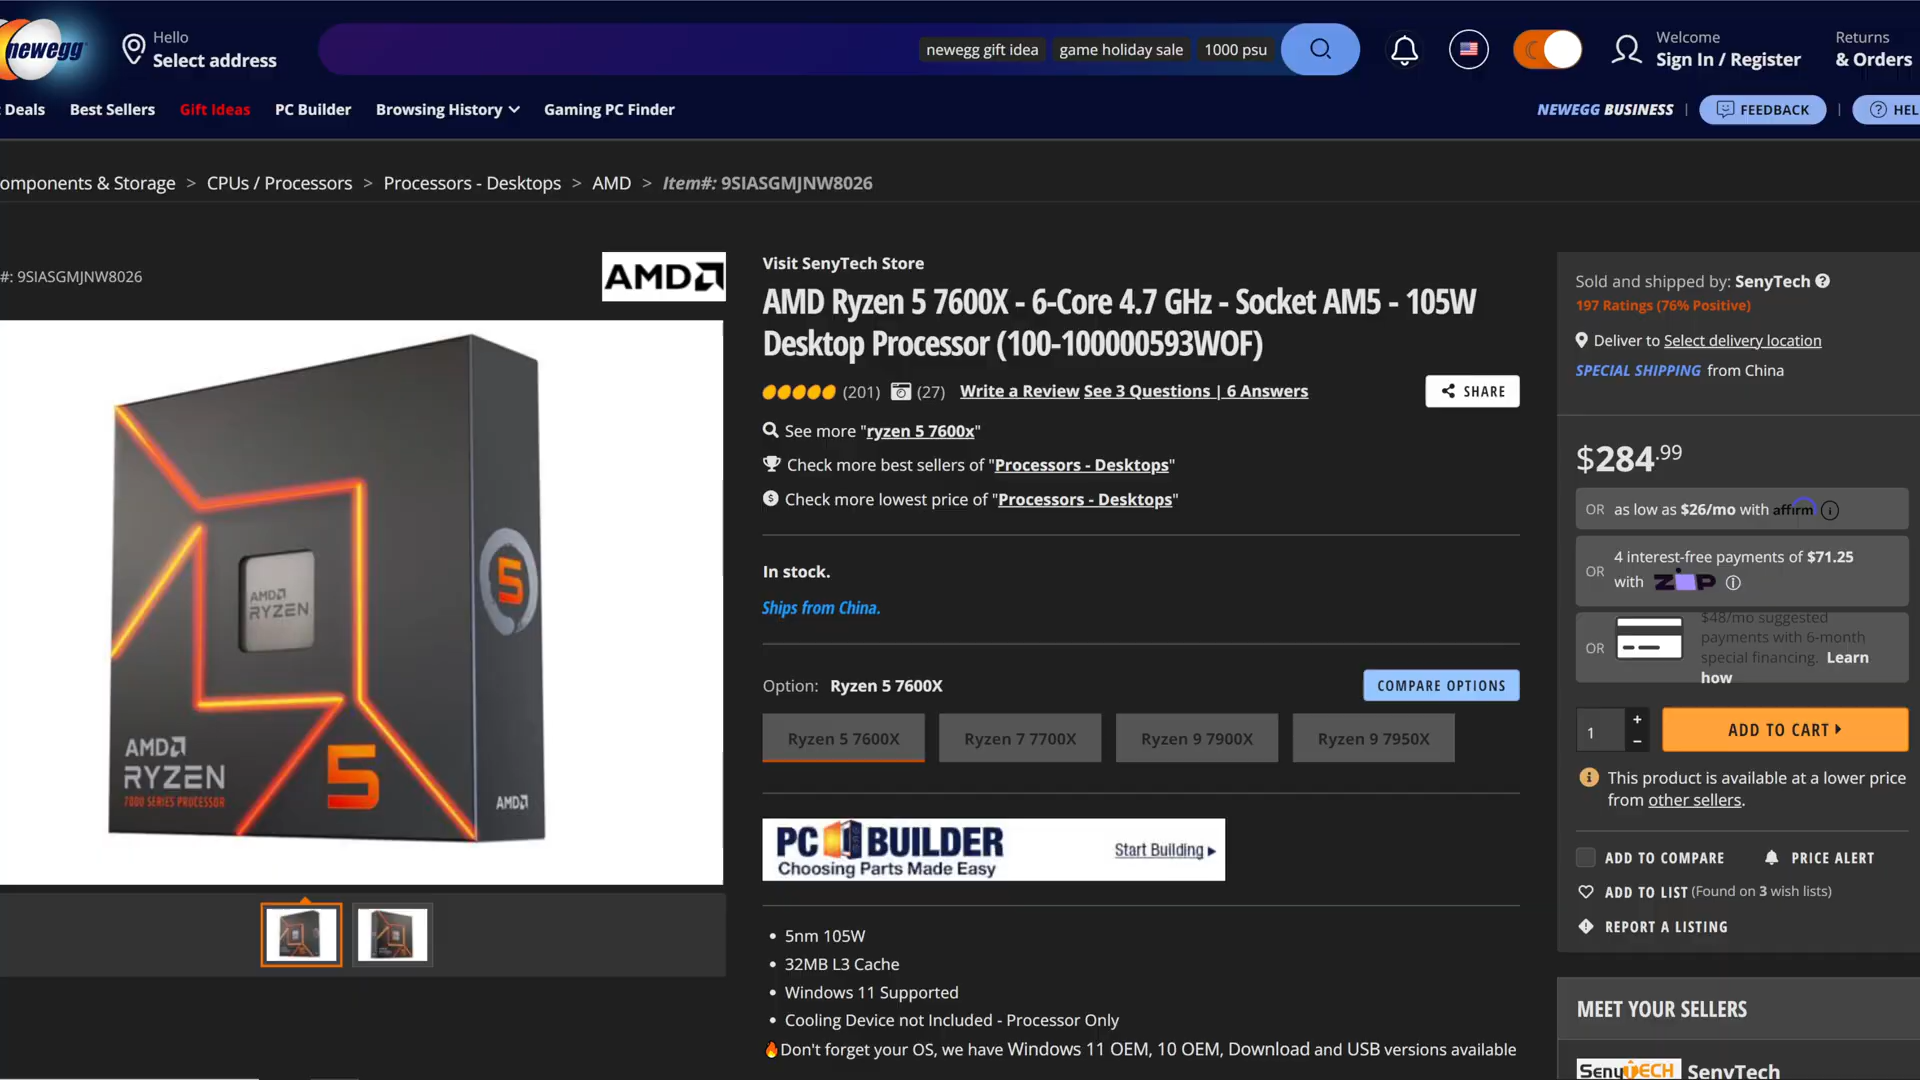 newegg
Hello
Select address
newegg gift idea
game holiday sale
1000 psu
Welcome
Sign In / Register
Returns
& Orders
Deals
Best Sellers
Gift Ideas
PC Builder
Browsing History
Gaming PC Finder
NEWEGG BUSINESS
FEEDBACK
HEL
omponents & Storage > CPUs / Processors > Processors - Desktops > AMD > Item#: 9SIASGMJNW8026
#: 9SIASGMJNW8026
AMD
AMD
RYZEN
5
AMD
RYZEN
7000 SERIES PROCESSOR
5
AMD
Visit SenyTech Store
AMD Ryzen 5 7600X - 6-Core 4.7 GHz - Socket AM5 - 105W
Desktop Processor (100-100000593WOF)
(201) (27) Write a Review See 3 Questions | 6 Answers
SHARE
See more "ryzen 5 7600x"
Check more best sellers of "Processors - Desktops"
Check more lowest price of "Processors - Desktops"
In stock.
Ships from China.
Option: Ryzen 5 7600X
COMPARE OPTIONS
Ryzen 5 7600X
Ryzen 7 7700X
Ryzen 9 7900X
Ryzen 9 7950X
PC BUILDER
Choosing Parts Made Easy
Start Building
• 5nm 105W
• 32MB L3 Cache
• Windows 11 Supported
• Cooling Device not Included - Processor Only
Don't forget your OS, we have Windows 11 OEM, 10 OEM, Download and USB versions available
Sold and shipped by: SenyTech
197 Ratings (76% Positive)
Deliver to Select delivery location
SPECIAL SHIPPING from China
$284.99
OR as low as $26/mo with affirm
OR 4 interest-free payments of $71.25
with ZIP
OR $48/mo suggested
payments with 6-month
special financing. Learn
how
1
+
−
ADD TO CART
This product is available at a lower price
from other sellers.
ADD TO COMPARE
PRICE ALERT
ADD TO LIST (Found on 3 wish lists)
REPORT A LISTING
MEET YOUR SELLERS
SenyTECH
SenyTech